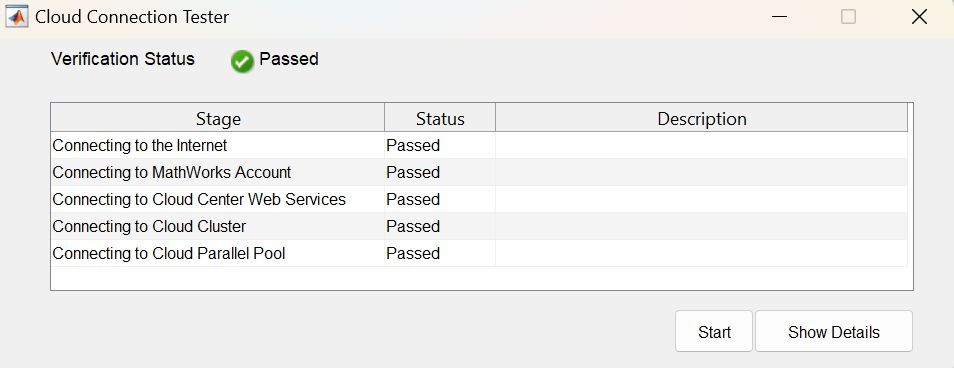 Cloud Connection Tester
Verification Status Passed
Stage Status Description
Connecting to the Internet Passed
Connecting to MathWorks Account Passed
Connecting to Cloud Center Web Services Passed
Connecting to Cloud Cluster Passed
Connecting to Cloud Parallel Pool Passed
Start Show Details